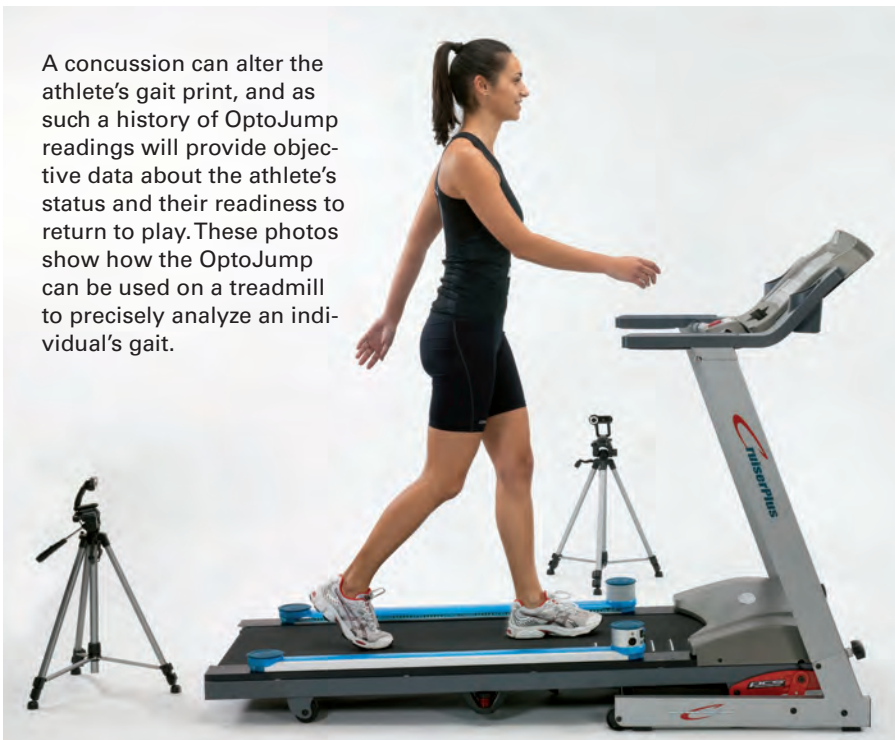 A concussion can alter the
athlete's gait print, and as
such a history of OptoJump
readings will provide objec-
tive data about the athlete's
status and their readiness to
return to play. These photos
show how the OptoJump
can be used on a treadmill
to precisely analyze an indi-
vidual's gait.
CruiserPlus
PCS